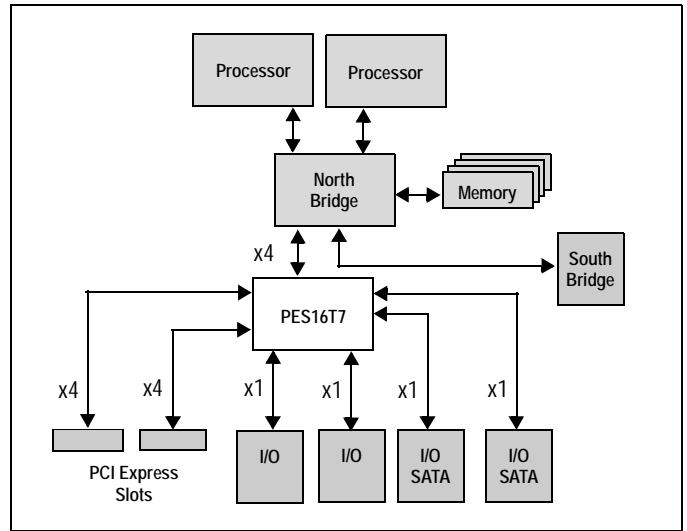 Processor
Processor
North
Bridge
Memory
x4
South
Bridge
PES16T7
x4
x4
x1
x1
x1
x1
PCI Express
Slots
I/O
I/O
I/O
SATA
I/O
SATA